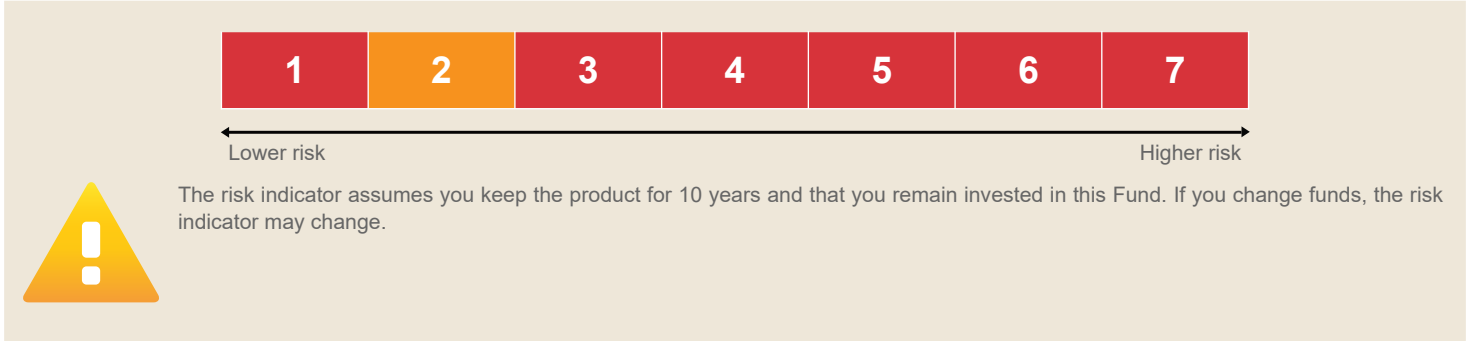 1 2 3 4 5 6 7
Lower risk Higher risk
The risk indicator assumes you keep the product for 10 years and that you remain invested in this Fund. If you change funds, the risk
indicator may change.